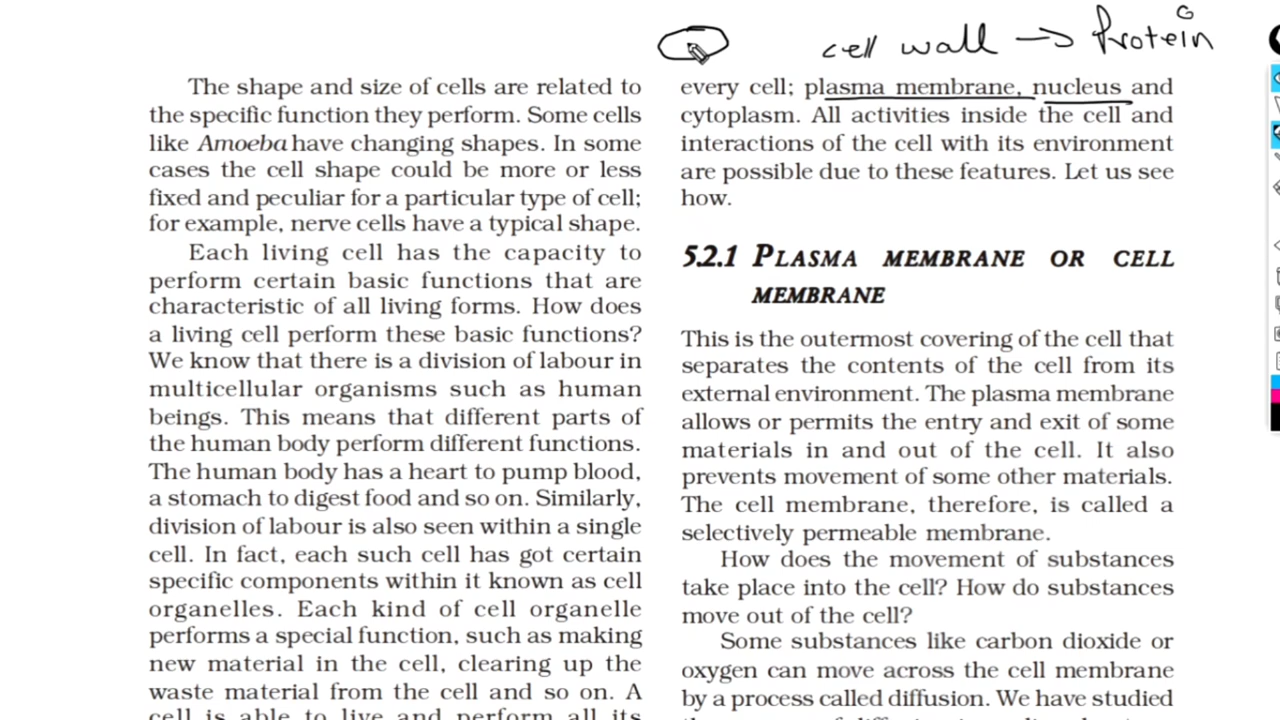 cell wall → Protein
The shape and size of cells are related to
the specific function they perform. Some cells
like Amoeba have changing shapes. In some
cases the cell shape could be more or less
fixed and peculiar for a particular type of cell;
for example, nerve cells have a typical shape.
Each living cell has the capacity to
perform certain basic functions that are
characteristic of all living forms. How does
a living cell perform these basic functions?
We know that there is a division of labour in
multicellular organisms such as human
beings. This means that different parts of
the human body perform different functions.
The human body has a heart to pump blood,
a stomach to digest food and so on. Similarly,
division of labour is also seen within a single
cell. In fact, each such cell has got certain
specific components within it known as cell
organelles. Each kind of cell organelle
performs a special function, such as making
new material in the cell, clearing up the
waste material from the cell and so on. A
cell is able to live and perform all its
every cell; plasma membrane, nucleus and
cytoplasm. All activities inside the cell and
interactions of the cell with its environment
are possible due to these features. Let us see
how.
5.2.1 PLASMA MEMBRANE OR CELL
MEMBRANE
This is the outermost covering of the cell that
separates the contents of the cell from its
external environment. The plasma membrane
allows or permits the entry and exit of some
materials in and out of the cell. It also
prevents movement of some other materials.
The cell membrane, therefore, is called a
selectively permeable membrane.
How does the movement of substances
take place into the cell? How do substances
move out of the cell?
Some substances like carbon dioxide or
oxygen can move across the cell membrane
by a process called diffusion. We have studied